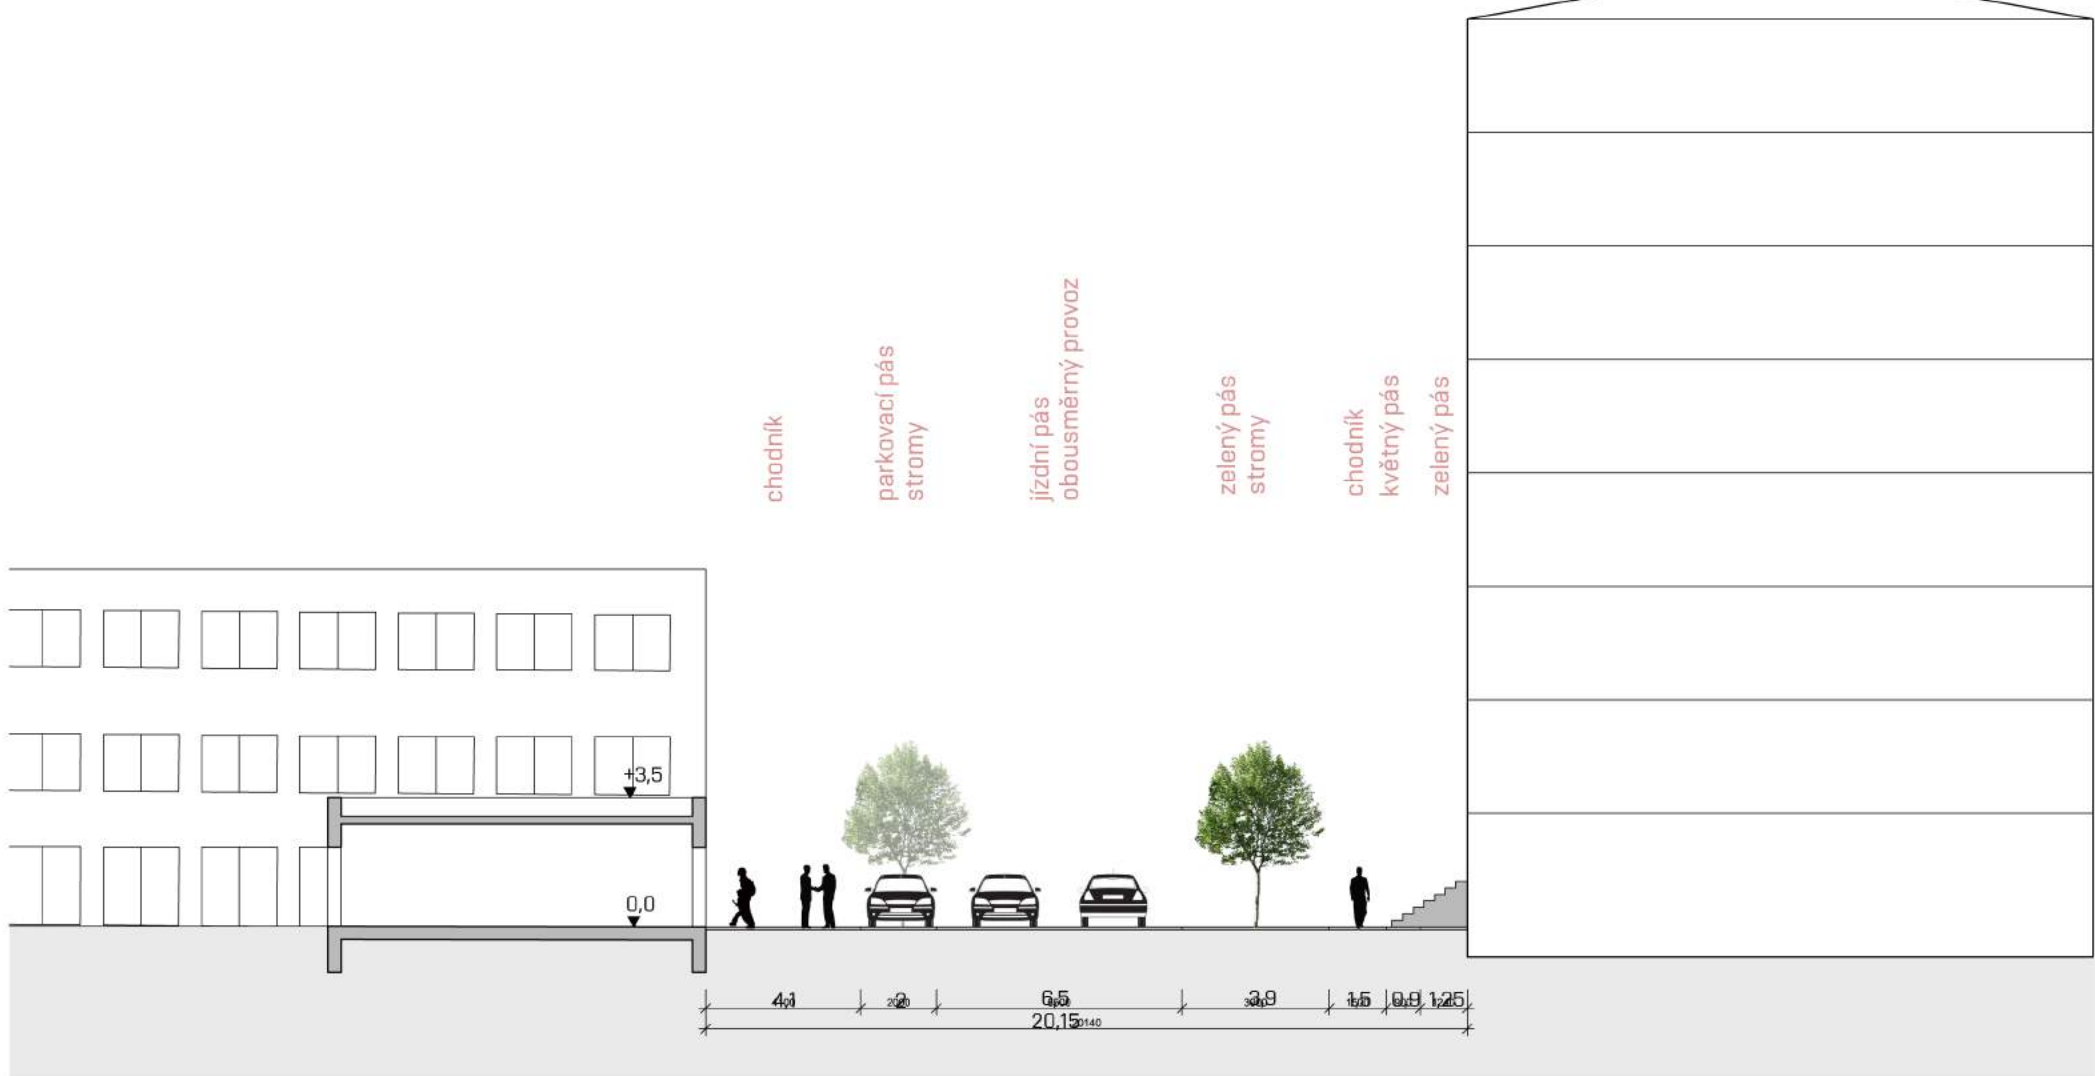 chodník
parkovací pás
stromy
jízdní pás
obousměrný provoz
zelený pás
stromy
chodník
květný pás
zelený pás
+3,5
0,0
4,1
2
6,5
3,9
1,5
0,9
1,25
20,15
20140